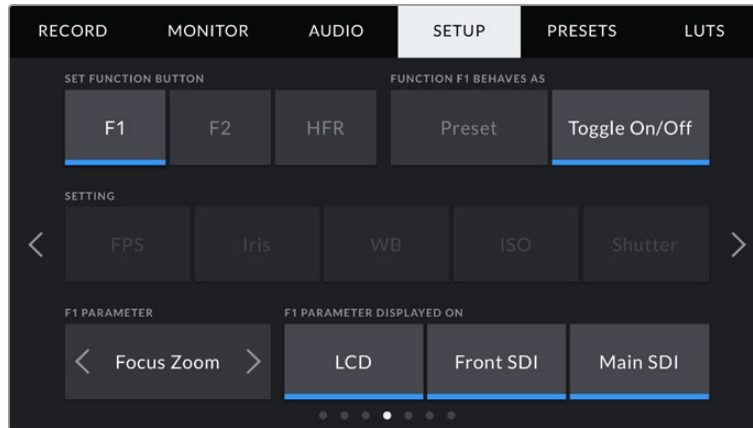 RECORD MONITOR AUDIO SETUP PRESETS LUTS
SET FUNCTION BUTTON FUNCTION F1 BEHAVES AS
F1 F2 HFR Preset Toggle On/Off
SETTING
FPS Iris WB ISO Shutter
F1 PARAMETER F1 PARAMETER DISPLAYED ON
Focus Zoom LCD Front SDI Main SDI